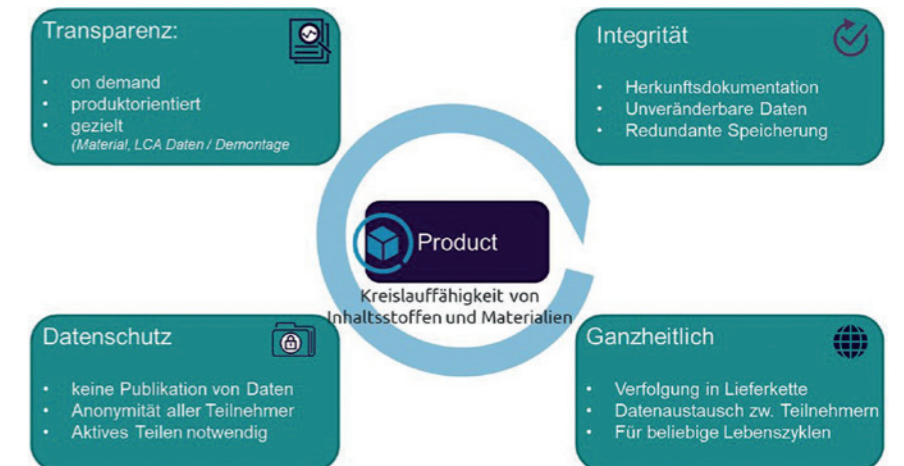 Transparenz:
• on demand
• produktorientiert
• gezielt
(Material, LCA Daten / Demontage
Integrität
• Herkunftsdokumentation
• Unveränderbare Daten
• Redundante Speicherung
Product
Kreislauffähigkeit von
Inhaltsstoffen und Materialien
Datenschutz
• keine Publikation von Daten
• Anonymität aller Teilnehmer
• Aktives Teilen notwendig
Ganzheitlich
• Verfolgung in Lieferkette
• Datenaustausch zw. Teilnehmern
• Für beliebige Lebenszyklen